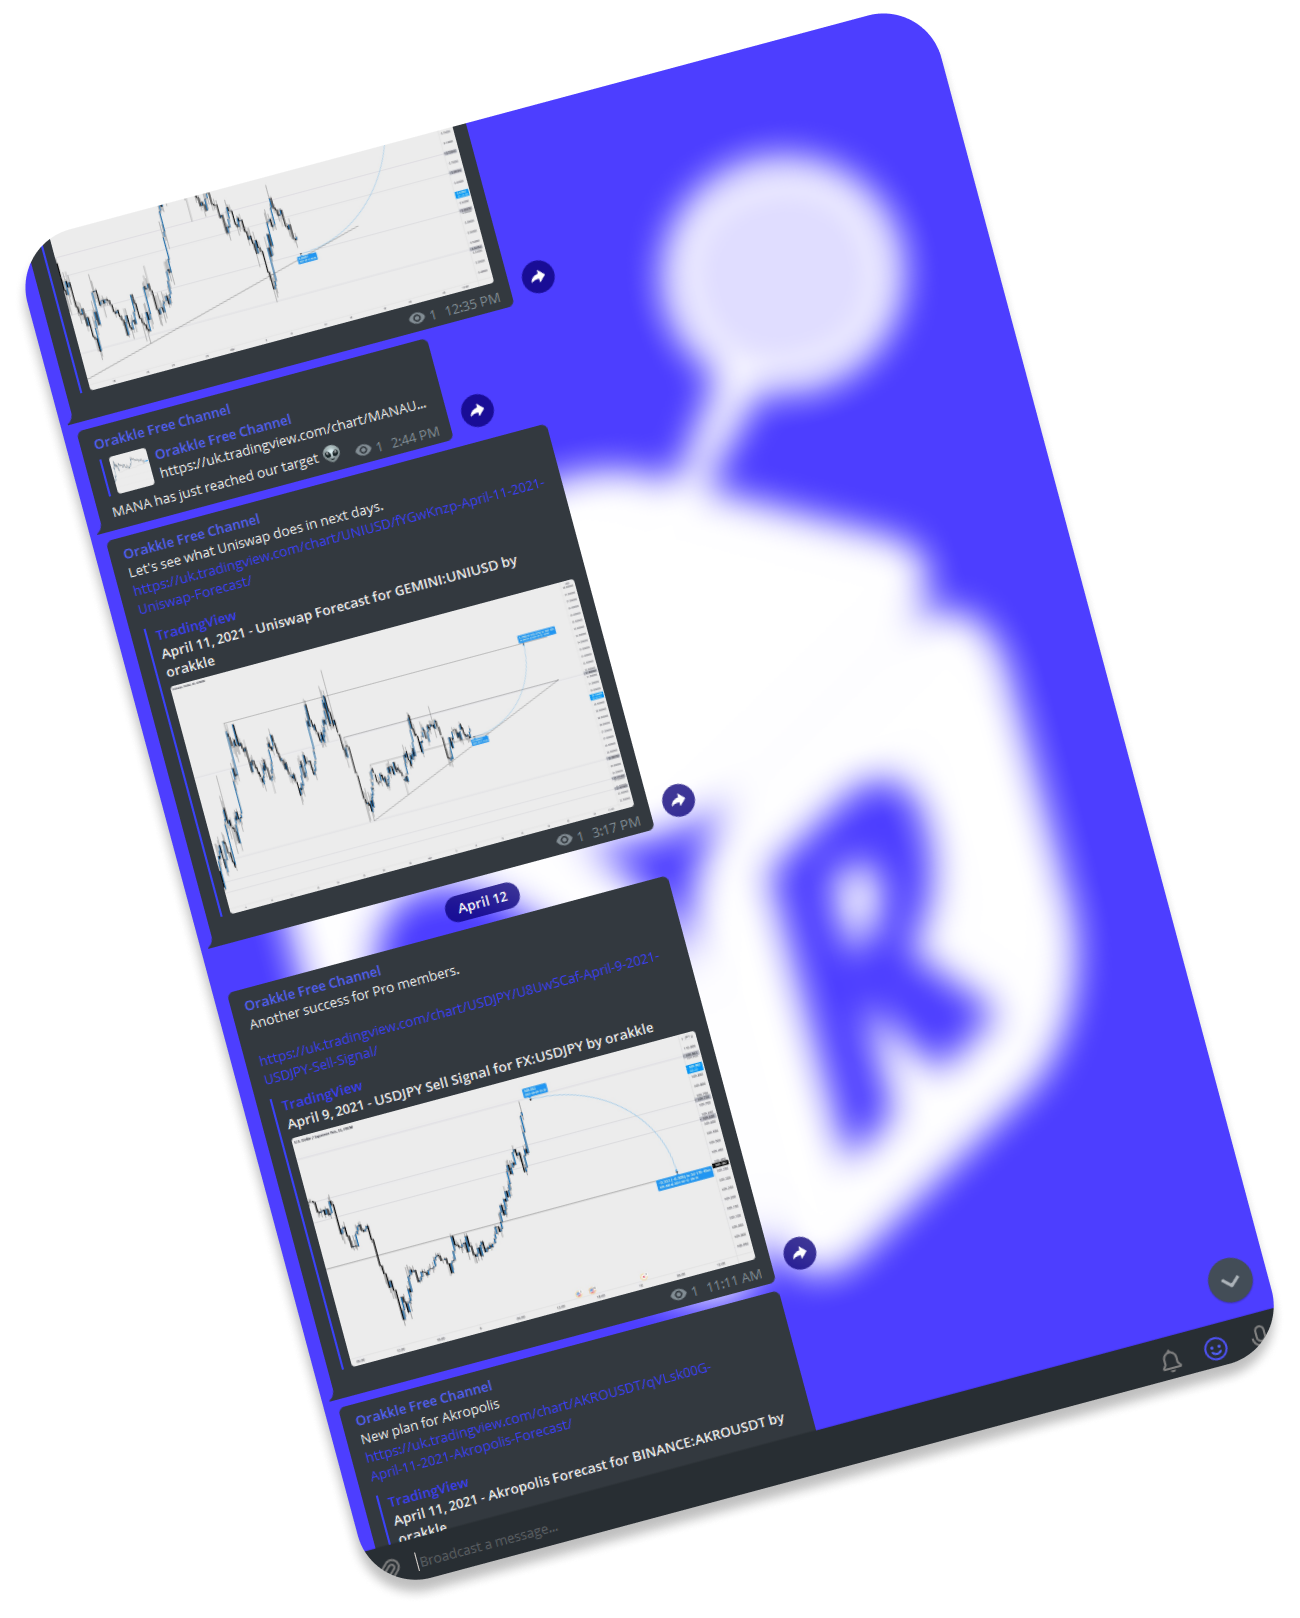 1 12:35 PM
Orakkle Free Channel
Orakkle Free Channel
https://uk.tradingview.com/chart/MANAU...
MANA has just reached our target 👽 1 2:44 PM
Orakkle Free Channel
Let's see what Uniswap does in next days.
https://uk.tradingview.com/chart/UNIUSD/fYGwKnzp-April-11-2021-
Uniswap-Forecast/
TradingView
April 11, 2021 - Uniswap Forecast for GEMINI:UNIUSD by
orakkle
1 3:17 PM
April 12
Orakkle Free Channel
Another success for Pro members.
https://uk.tradingview.com/chart/USDJPY/U8UwSCaf-April-9-2021-
USDJPY-Sell-Signal/
TradingView
April 9, 2021 - USDJPY Sell Signal for FX:USDJPY by orakkle
1 11:11 AM
Orakkle Free Channel
New plan for Akropolis
https://uk.tradingview.com/chart/AKROUSDT/qVLsk00G-
April-11-2021-Akropolis-Forecast/
TradingView
April 11, 2021 - Akropolis Forecast for BINANCE:AKROUSDT by
orakkle
Broadcast a message...
R